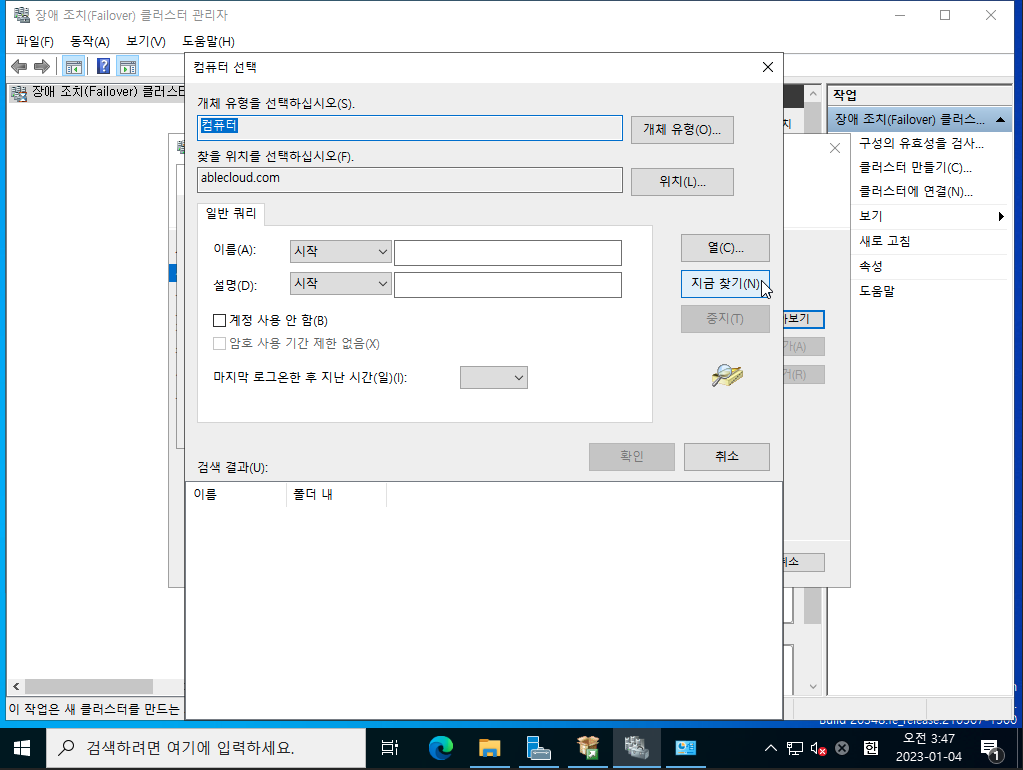 장애 조치(Failover) 클러스터 관리자
파일(F) 동작(A) 보기(V) 도움말(H)
장애 조치(Failover) 클러스터
컴퓨터 선택
개체 유형을 선택하십시오(S).
컴퓨터
개체 유형(O)...
찾을 위치를 선택하십시오(F).
ablecloud.com
위치(L)...
일반 쿼리
이름(A): 시작
설명(D): 시작
계정 사용 안 함(B)
암호 사용 기간 제한 없음(X)
마지막 로그온한 후 지난 시간(일)(I):
열(C)...
지금 찾기(N)
중지(T)
확인
취소
검색 결과(U):
이름 폴더 내
치
보기
가(A)
거(R)
취소
작업
장애 조치(Failover) 클러스...
구성의 유효성을 검사...
클러스터 만들기(C)...
클러스터에 연결(N)...
보기
새로 고침
속성
도움말
이 작업은 새 클러스터를 만드는
검색하려면 여기에 입력하세요.
한
오전 3:47
2023-01-04
1